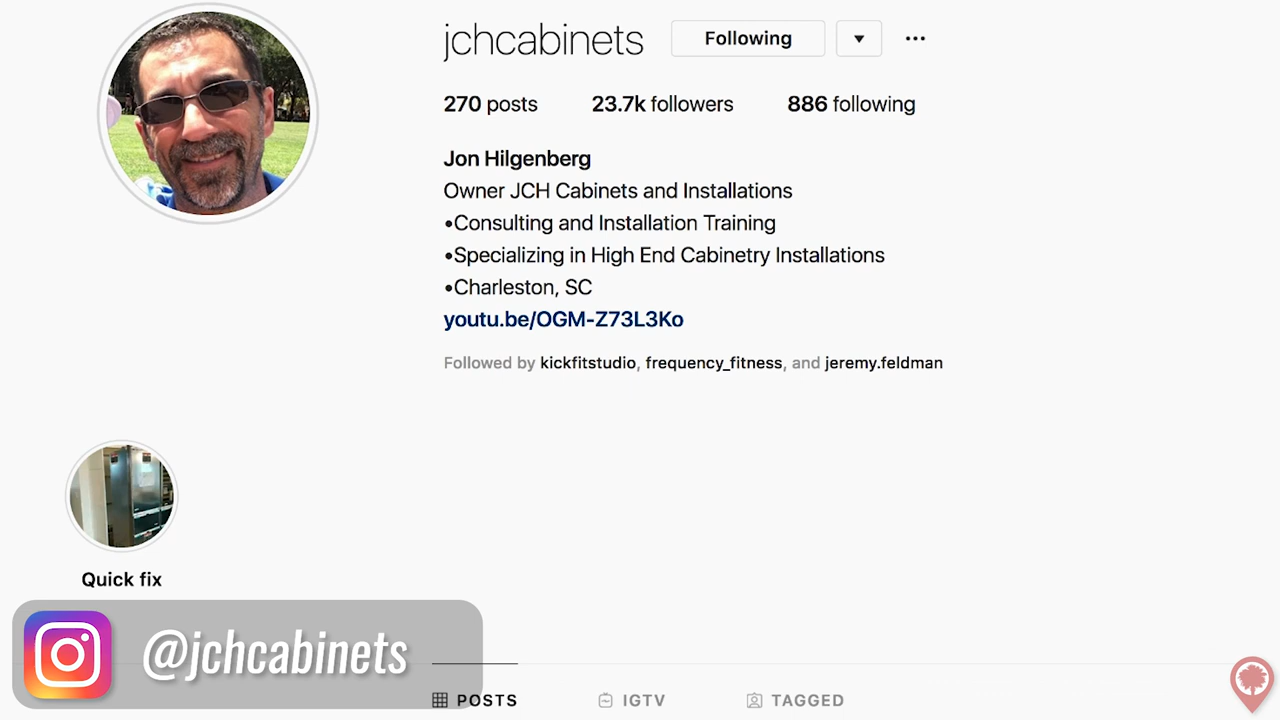 jchcabinets Following
270 posts 23.7k followers 886 following
Jon Hilgenberg
Owner JCH Cabinets and Installations
•Consulting and Installation Training
•Specializing in High End Cabinetry Installations
•Charleston, SC
youtu.be/OGM-Z73L3Ko
Followed by kickfitstudio, frequency_fitness, and jeremy.feldman
Quick fix
@jchcabinets
POSTS IGTV TAGGED